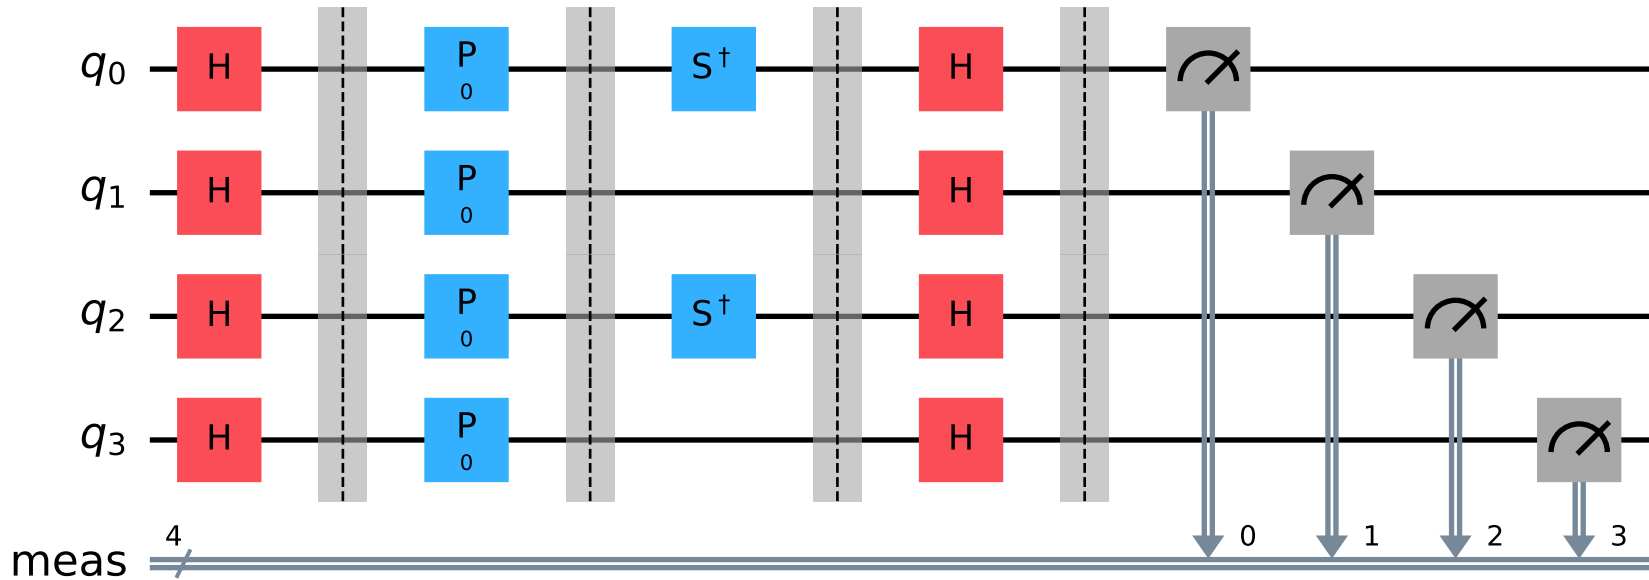 q0 H P 0 S† H
q1 H P 0 H
q2 H P 0 S† H
q3 H P 0 H
4 0 1 2 3
meas